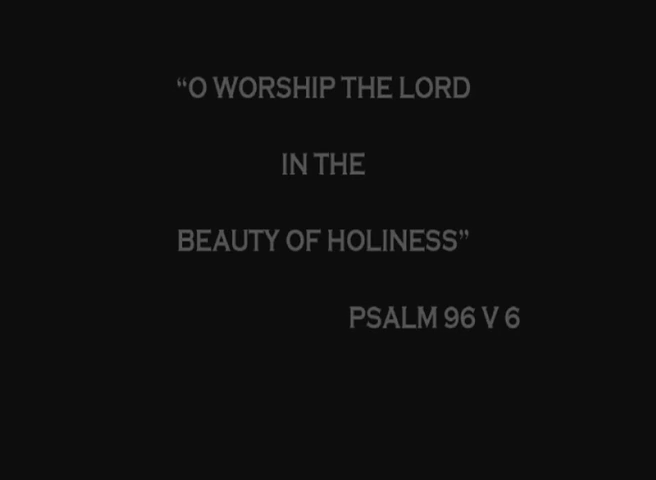 “O WORSHIP THE LORD
IN THE
BEAUTY OF HOLINESS”
PSALM 96 V 6